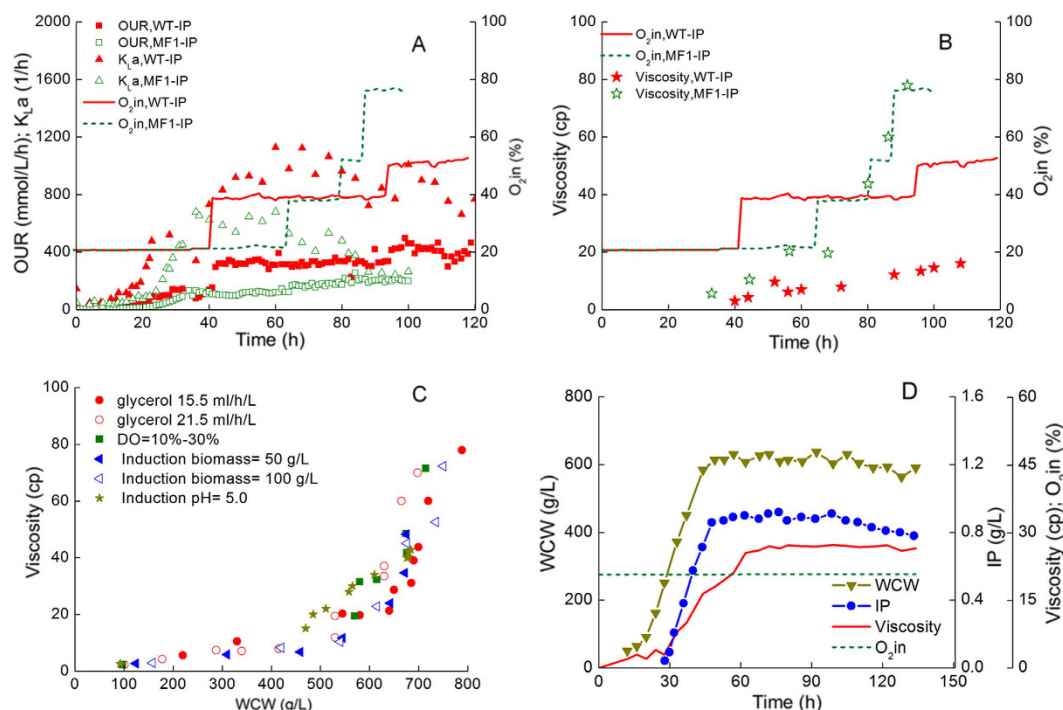 A
OUR (mmol/L/h); KLa (1/h)
2000
1600
1200
800
400
0
OUR,WT-IP
OUR,MF1-IP
KLa,WT-IP
KLa,MF1-IP
O2in,WT-IP
O2in,MF1-IP
100
80
60
40
20
0
O2in (%)
0 20 40 60 80 100 120
Time (h)
B
Viscosity (cp)
100
80
60
40
20
0
O2in,WT-IP
O2in,MF1-IP
Viscosity,WT-IP
Viscosity,MF1-IP
100
80
60
40
20
0
O2in (%)
0 20 40 60 80 100 120
Time (h)
C
Viscosity (cp)
100
80
60
40
20
0
glycerol 15.5 ml/h/L
glycerol 21.5 ml/h/L
DO=10%-30%
Induction biomass= 50 g/L
Induction biomass= 100 g/L
Induction pH= 5.0
0 100 200 300 400 500 600 700 800
WCW (g/L)
D
WCW (g/L)
800
600
400
200
0
1.6
1.2
0.8
0.4
0.0
IP (g/L)
60
45
30
15
0
Viscosity (cp); O2in (%)
WCW
IP
Viscosity
O2in
0 30 60 90 120 150
Time (h)